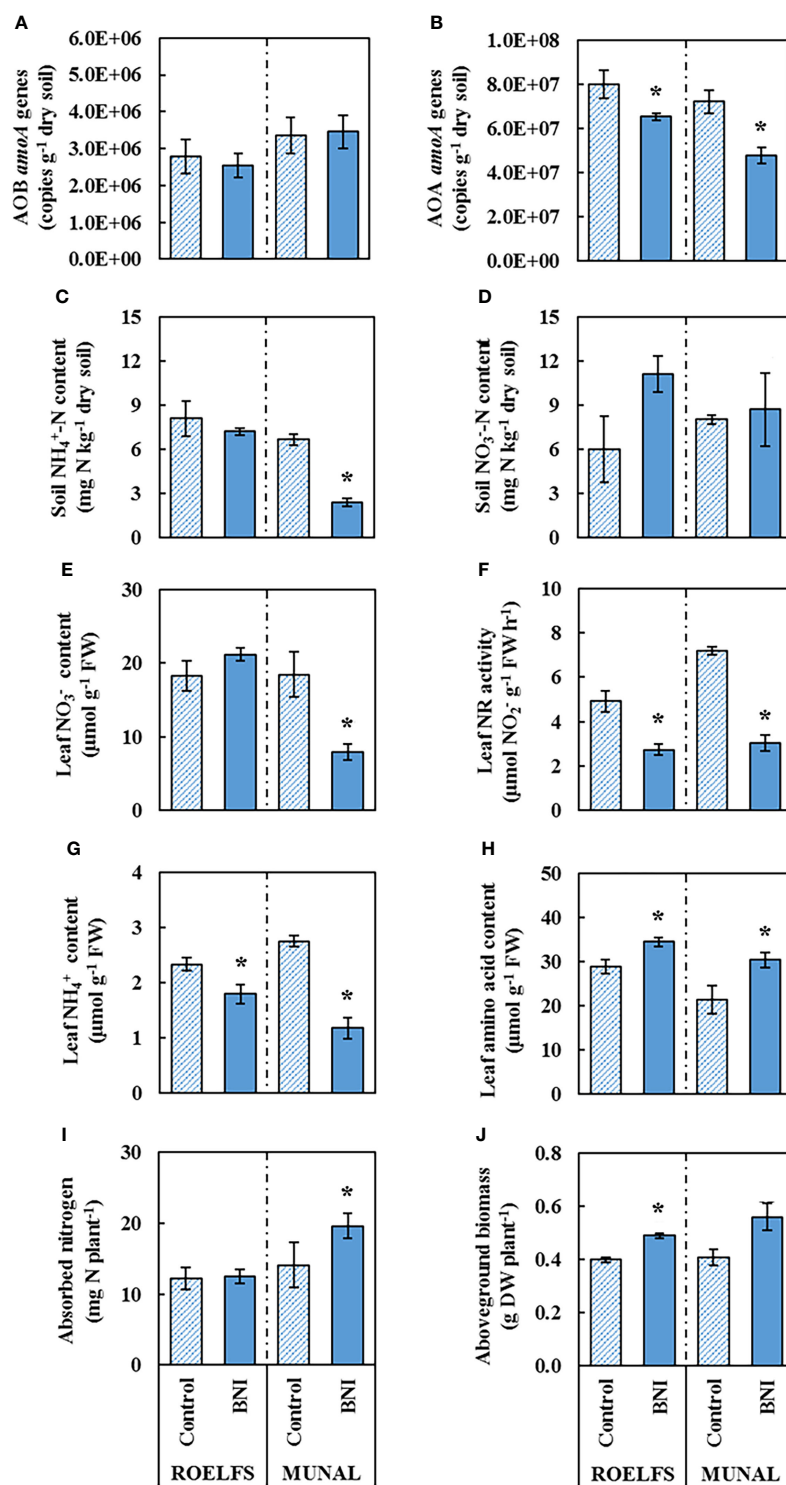 A
AOB amoA genes
(copies g-1 dry soil)
6.0E+06
5.0E+06
4.0E+06
3.0E+06
2.0E+06
1.0E+06
0.0E+00
B
AOA amoA genes
(copies g-1 dry soil)
1.0E+08
8.0E+07
6.0E+07
4.0E+07
2.0E+07
0.0E+00
*
*
C
Soil NH4+-N content
(mg N kg-1 dry soil)
15
12
9
6
3
0
*
D
Soil NO3--N content
(mg N kg-1 dry soil)
15
12
9
6
3
0
E
Leaf NO3- content
(µmol g-1 FW)
30
20
10
0
*
F
Leaf NR activity
(µmol NO2- g-1 FW hr-1)
10
8
6
4
2
0
*
*
G
Leaf NH4+ content
(µmol g-1 FW)
4
3
2
1
0
*
*
H
Leaf amino acid content
(µmol g-1 FW)
50
40
30
20
10
0
*
*
I
Absorbed nitrogen
(mg N plant-1)
30
20
10
0
*
J
Aboveground biomass
(g DW plant-1)
0.8
0.6
0.4
0.2
0.0
*
Control
BNI
Control
BNI
ROELFS
MUNAL
Control
BNI
Control
BNI
ROELFS
MUNAL